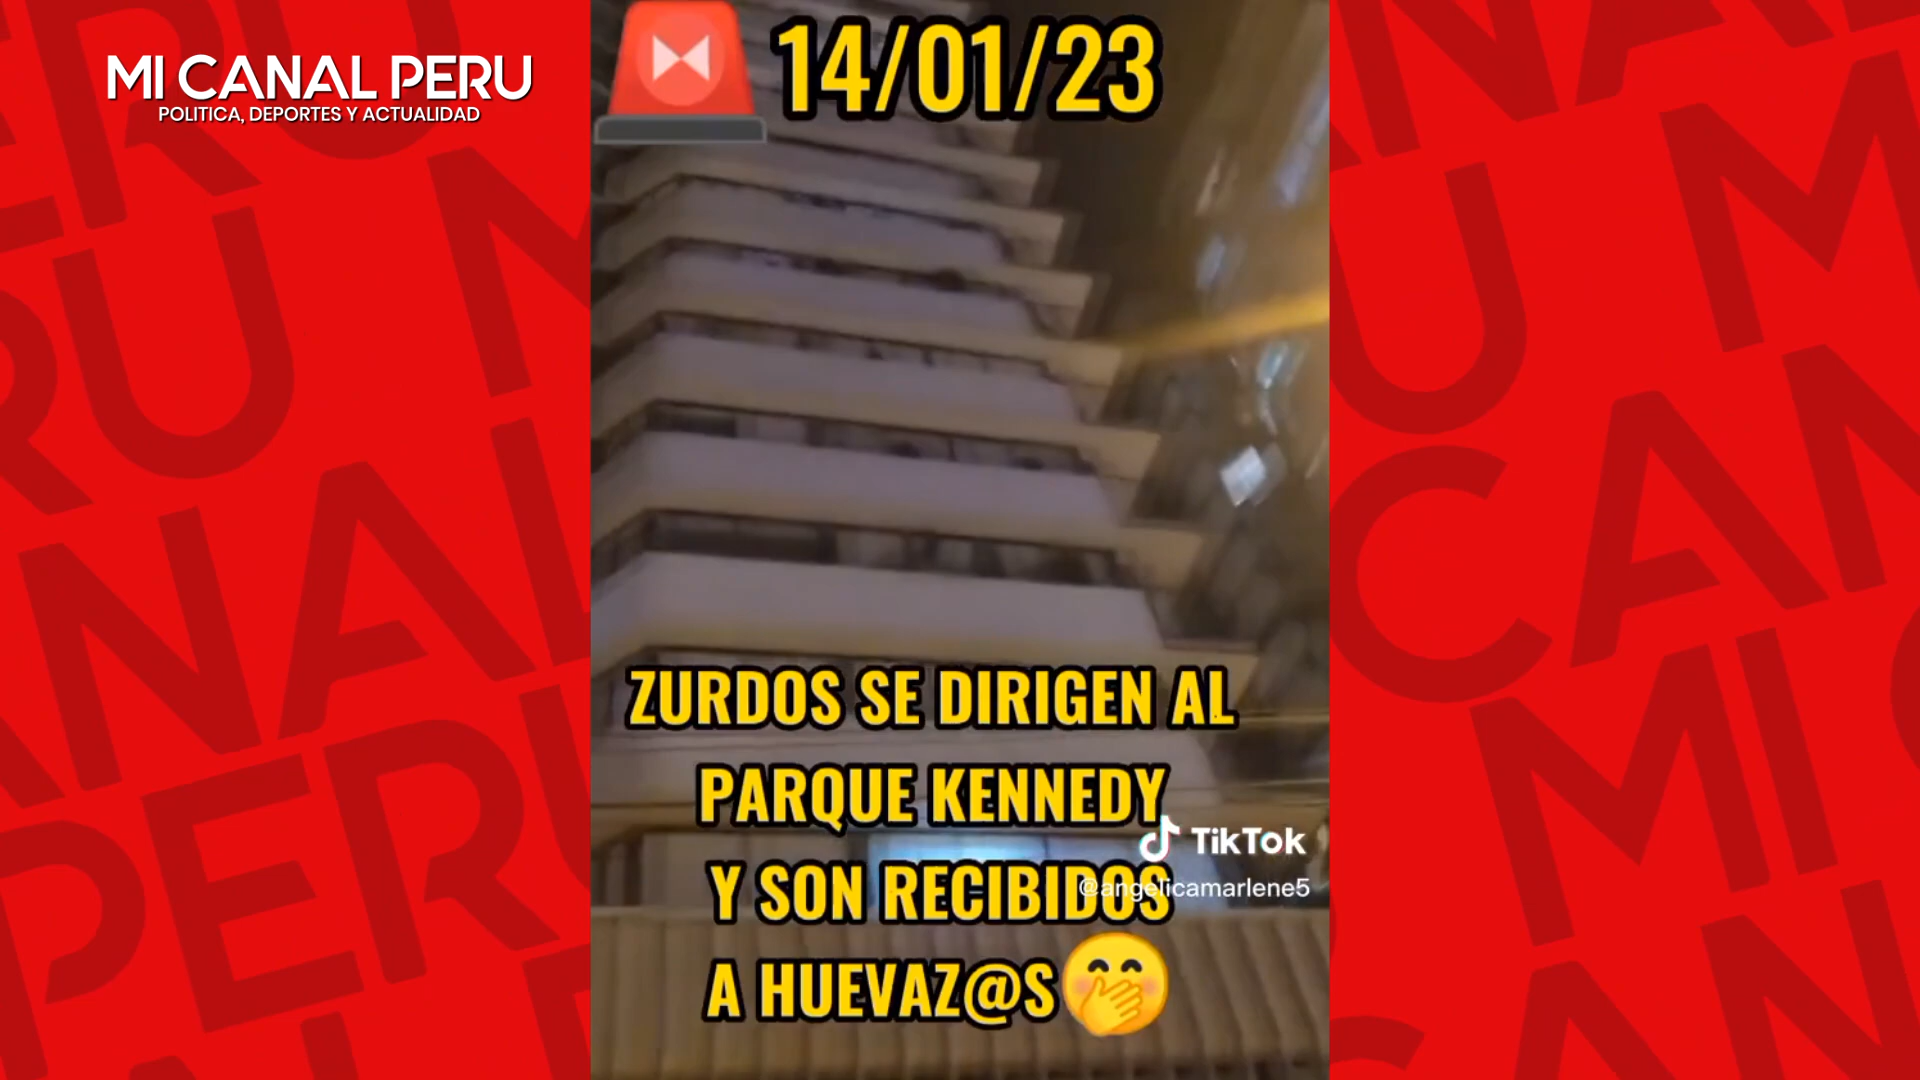 MI CANAL PERU
POLITICA, DEPORTES Y ACTUALIDAD
14/01/23
ZURDOS SE DIRIGEN AL
PARQUE KENNEDY
Y SON RECIBIDOS
A HUEVAZ@S
TikTok
@angelicamarlene5